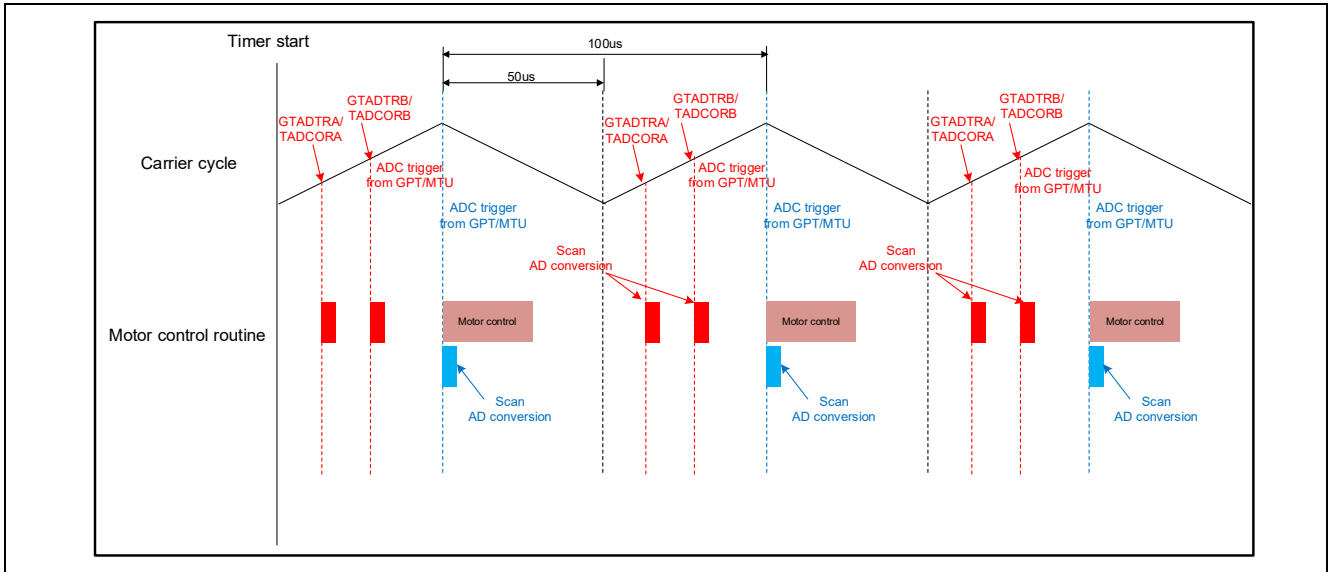 Timer start
100us
50us
GTADTRA/
TADCORA
GTADTRB/
TADCORB
GTADTRA/
TADCORA
GTADTRB/
TADCORB
GTADTRA/
TADCORA
GTADTRB/
TADCORB
Carrier cycle
ADC trigger
from GPT/MTU
ADC trigger
from GPT/MTU
ADC trigger
from GPT/MTU
ADC trigger
from GPT/MTU
ADC trigger
from GPT/MTU
ADC trigger
from GPT/MTU
Scan
AD conversion
Scan
AD conversion
Motor control routine
Motor control
Motor control
Motor control
Scan
AD conversion
Scan
AD conversion
Scan
AD conversion